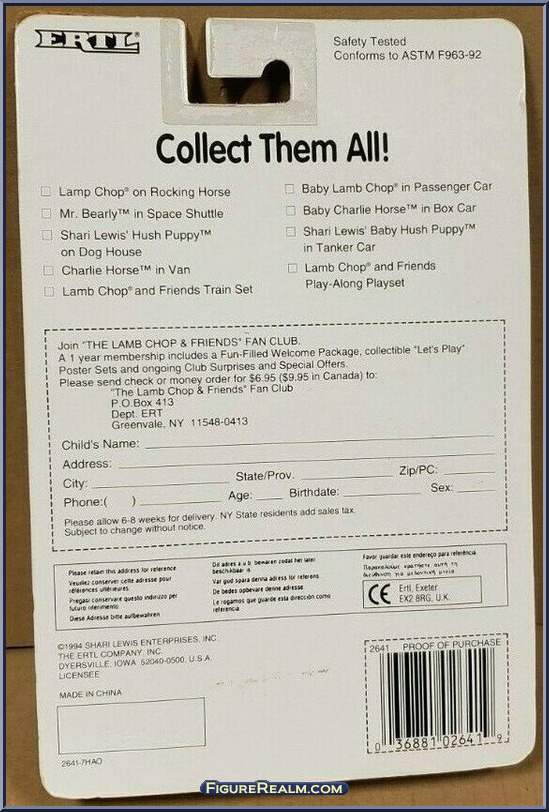 ERTL®
Safety Tested
Conforms to ASTM F963-92
Collect Them All!
Lamp Chop® on Rocking Horse
Mr. Bearly™ in Space Shuttle
Shari Lewis' Hush Puppy™
on Dog House
Charlie Horse™ in Van
Lamb Chop® and Friends Train Set
Baby Lamb Chop® in Passenger Car
Baby Charlie Horse™ in Box Car
Shari Lewis' Baby Hush Puppy™
in Tanker Car
Lamb Chop® and Friends
Play-Along Playset
Join "THE LAMB CHOP & FRIENDS" FAN CLUB.
A 1 year membership includes a Fun-Filled Welcome Package, collectible "Let's Play"
Poster Sets and ongoing Club Surprises and Special Offers.
Please send check or money order for $6.95 ($9.95 in Canada) to:
"The Lamb Chop & Friends" Fan Club
P.O.Box 413
Dept. ERT
Greenvale, NY 11548-0413
Child's Name:
Address:
City: State/Prov. Zip/PC:
Phone:( ) Age: Birthdate: Sex:
Please allow 6-8 weeks for delivery. NY State residents add sales tax.
Subject to change without notice.
Please retain this address for reference
Veuillez conserver cette adresse pour
références ultérieures.
Pregasi conservare questo indirizzo per
futuro riferimento.
Diese Adresse bitte aufbewahren
Dit adres a.u.b. bewaren zodat het later
beschikbaar is
Var god spara denna adress för referens
De bedes opbevare denne adresse
Le rogamos que guarde esta dirección como
referencia.
Favor guardar este endereço para referência.
Παρακαλούμε κρατήστε αυτή τη
διεύθυνση για μελλοντική
CE Ertl, Exeter
EX2 8RG, U.K.
©1994 SHARI LEWIS ENTERPRISES, INC.
THE ERTL COMPANY, INC.
DYERSVILLE, IOWA 52040-0500, U.S.A.
LICENSEE
MADE IN CHINA
2641-7HAO
2641 PROOF OF PURCHASE
0 36881 02641 9
FIGUREREALM.COM